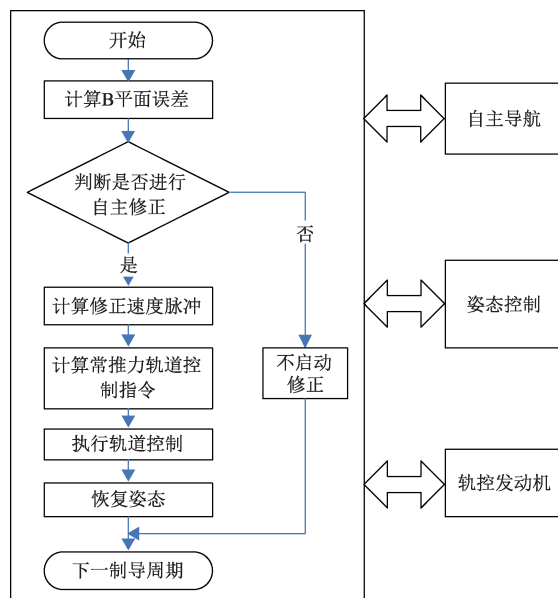 开始
计算B平面误差
判断是否进行
自主修正
是
否
计算修正速度脉冲
计算常推力轨道控
制指令
不启动
修正
执行轨道控制
恢复姿态
下一制导周期
自主导航
姿态控制
轨控发动机